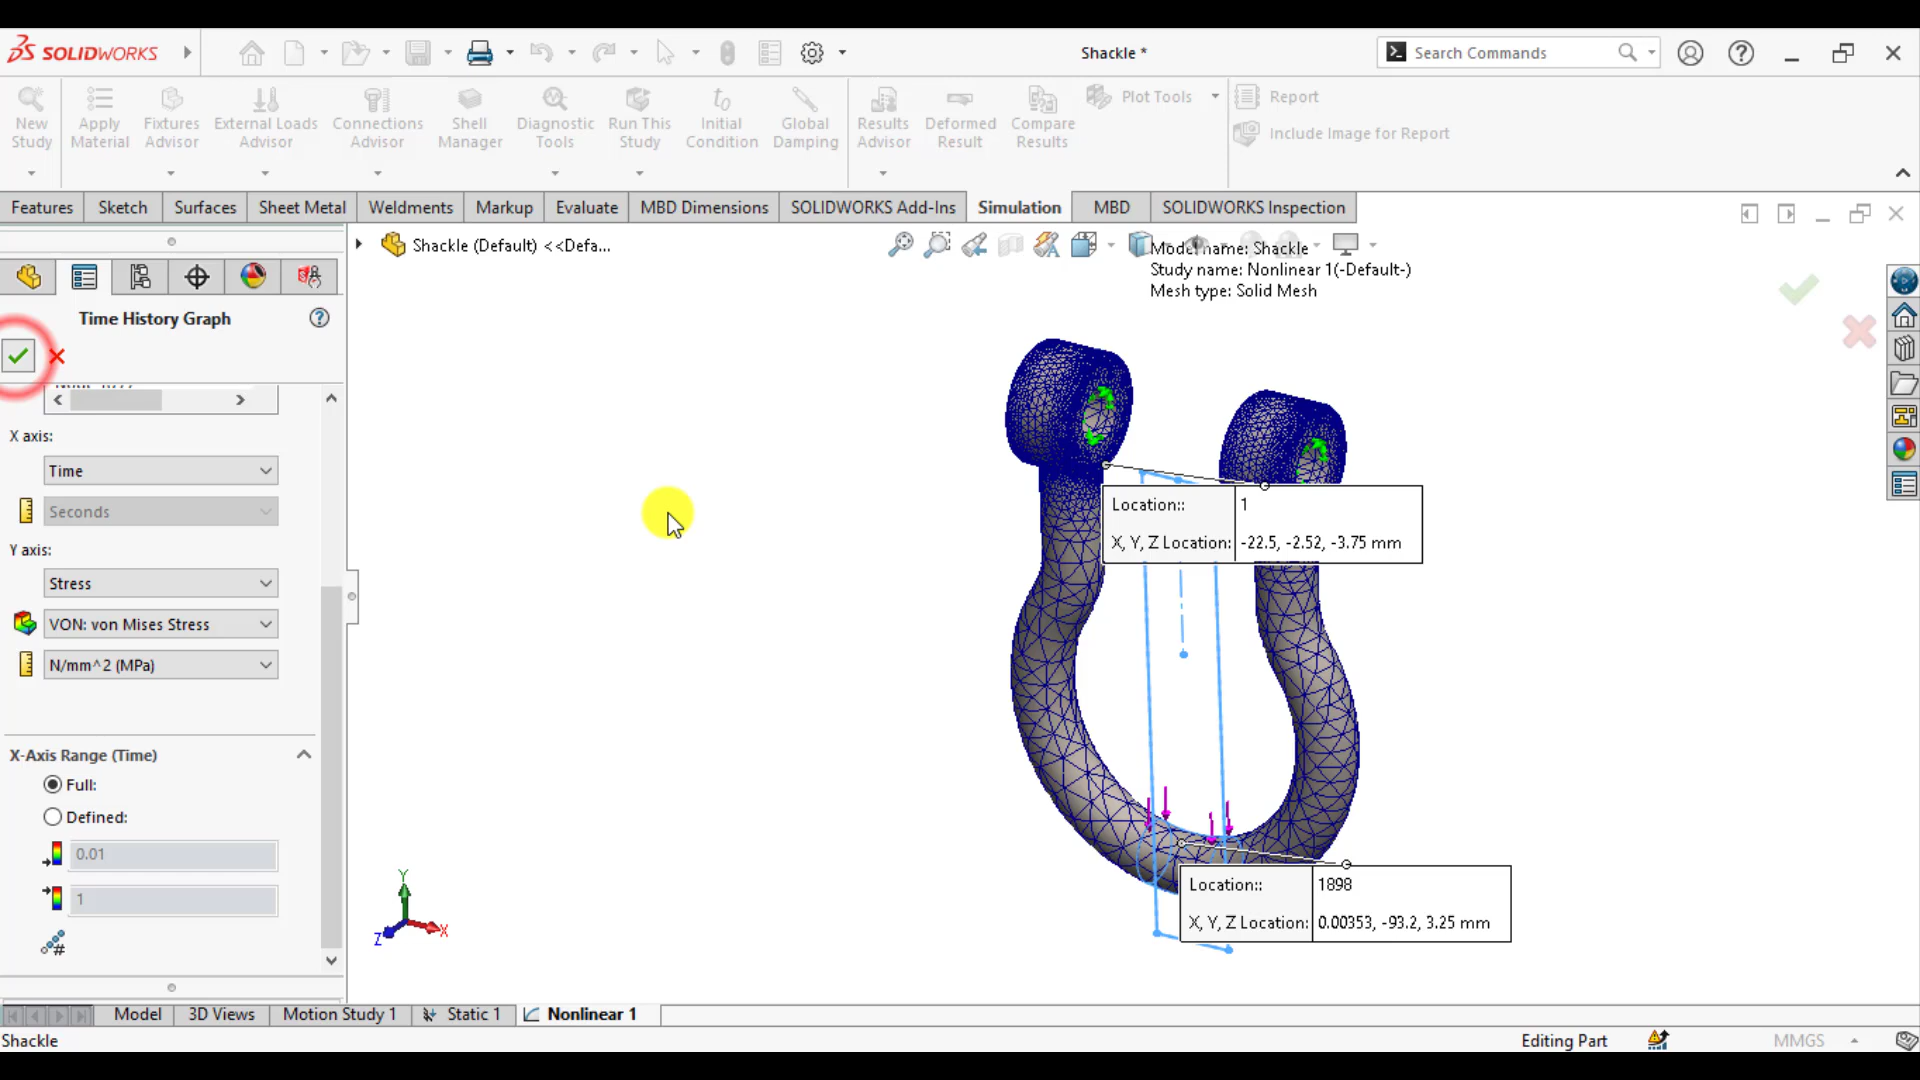 SOLIDWORKS
Shackle *
Search Commands
New Study
Apply Material
Fixtures Advisor
External Loads Advisor
Connections Advisor
Shell Manager
Diagnostic Tools
Run This Study
Initial Condition
Global Damping
Results Advisor
Deformed Result
Compare Results
Plot Tools
Report
Include Image for Report
Features
Sketch
Surfaces
Sheet Metal
Weldments
Markup
Evaluate
MBD Dimensions
SOLIDWORKS Add-Ins
Simulation
MBD
SOLIDWORKS Inspection
Shackle (Default) <<Defa...
Model name: Shackle
Study name: Nonlinear 1(-Default-)
Mesh type: Solid Mesh
Time History Graph
X axis:
Time
Seconds
Y axis:
Stress
VON: von Mises Stress
N/mm^2 (MPa)
X-Axis Range (Time)
Full:
Defined:
0.01
1
Location:: 1
X, Y, Z Location: -22.5, -2.52, -3.75 mm
Location:: 1898
X, Y, Z Location: 0.00353, -93.2, 3.25 mm
Y
X
Z
Model
3D Views
Motion Study 1
Static 1
Nonlinear 1
Shackle
Editing Part
MMGS